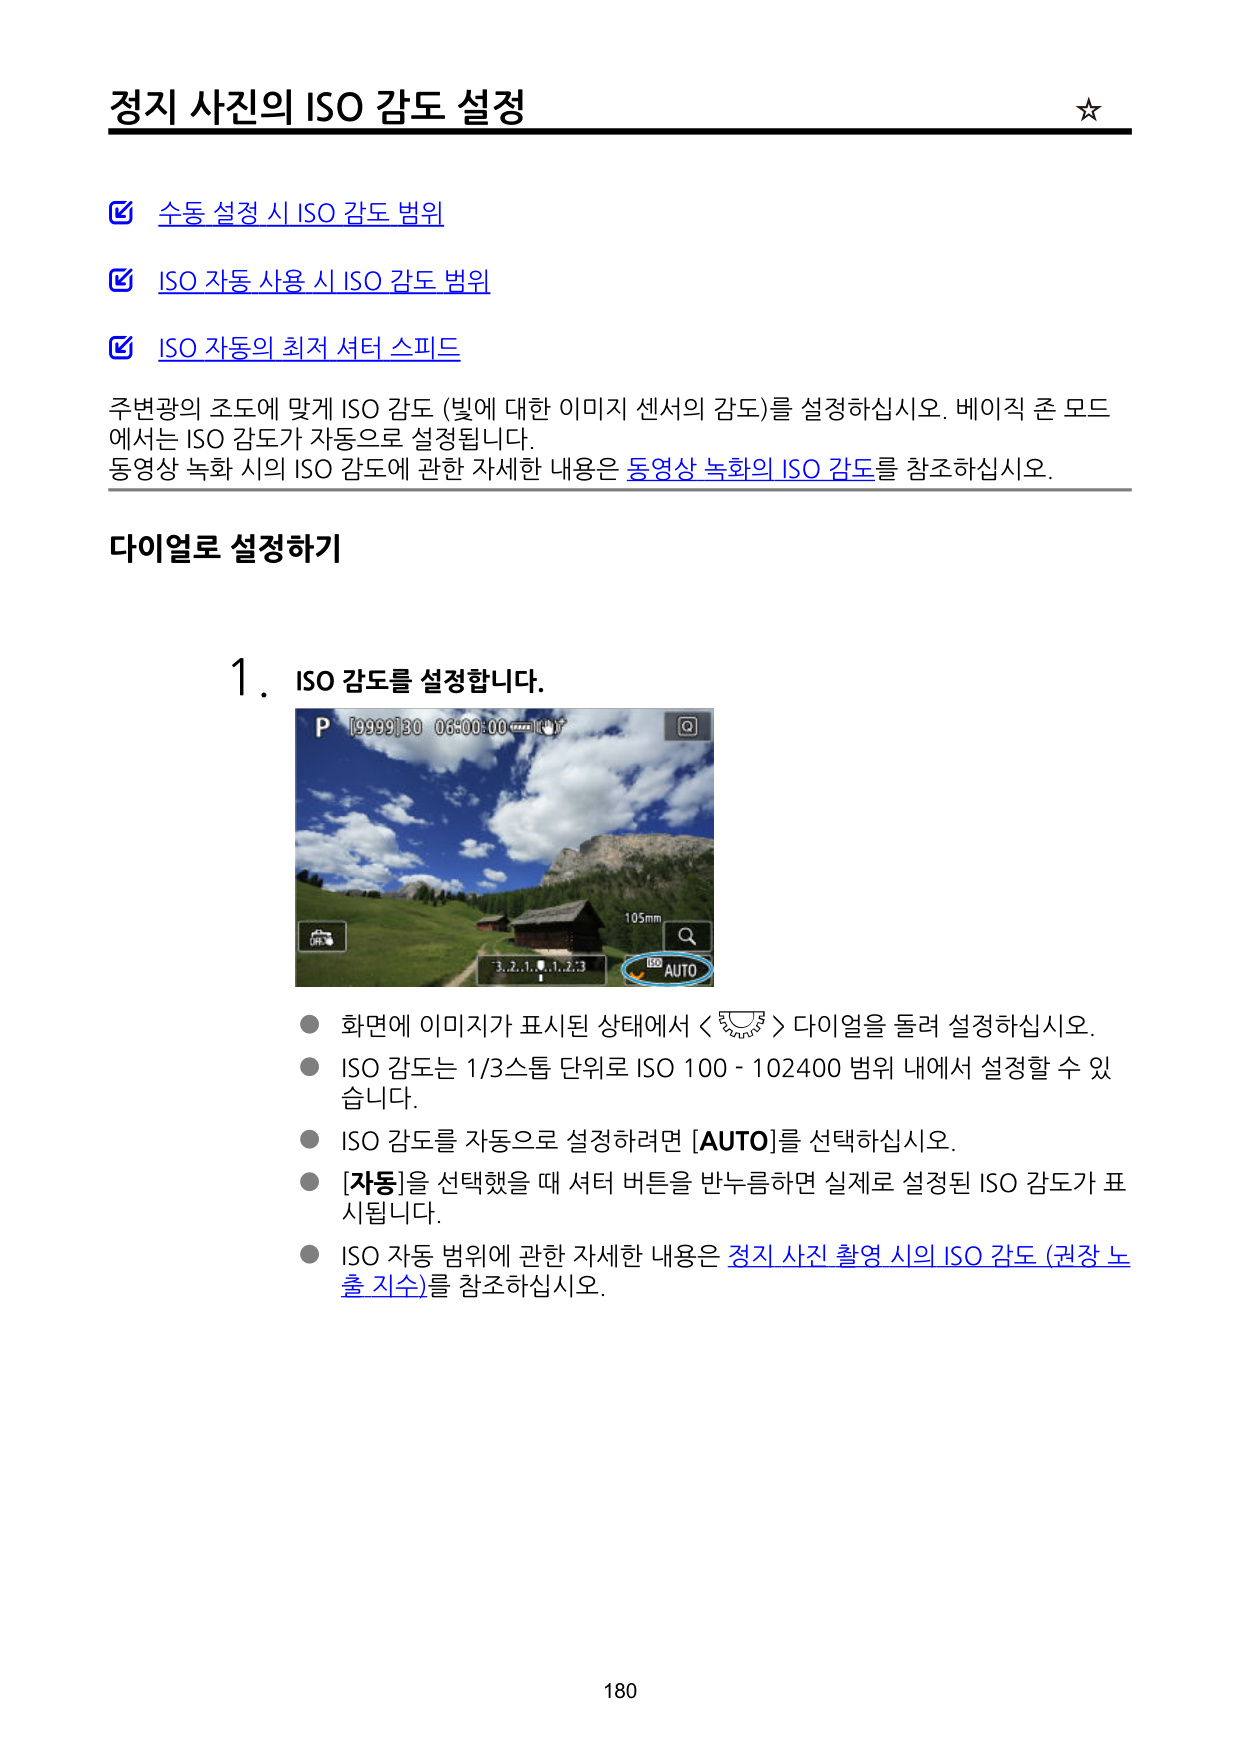 정지 사진의 ISO 감도 설정 ☆
수동 설정 시 ISO 감도 범위
ISO 자동 사용 시 ISO 감도 범위
ISO 자동의 최저 셔터 스피드
주변광의 조도에 맞게 ISO 감도 (빛에 대한 이미지 센서의 감도)를 설정하십시오. 베이직 존 모드
에서는 ISO 감도가 자동으로 설정됩니다.
동영상 녹화 시의 ISO 감도에 관한 자세한 내용은 동영상 녹화의 ISO 감도를 참조하십시오.
다이얼로 설정하기
1. ISO 감도를 설정합니다.
P [9999]30 06:00:00 Q
105mm
OFF
-3..2..1..0..1..2.:3 ISO AUTO
● 화면에 이미지가 표시된 상태에서 < > 다이얼을 돌려 설정하십시오.
● ISO 감도는 1/3스톱 단위로 ISO 100 - 102400 범위 내에서 설정할 수 있
습니다.
● ISO 감도를 자동으로 설정하려면 [AUTO]를 선택하십시오.
● [자동]을 선택했을 때 셔터 버튼을 반누름하면 실제로 설정된 ISO 감도가 표
시됩니다.
● ISO 자동 범위에 관한 자세한 내용은 정지 사진 촬영 시의 ISO 감도 (권장 노
출 지수)를 참조하십시오.
180